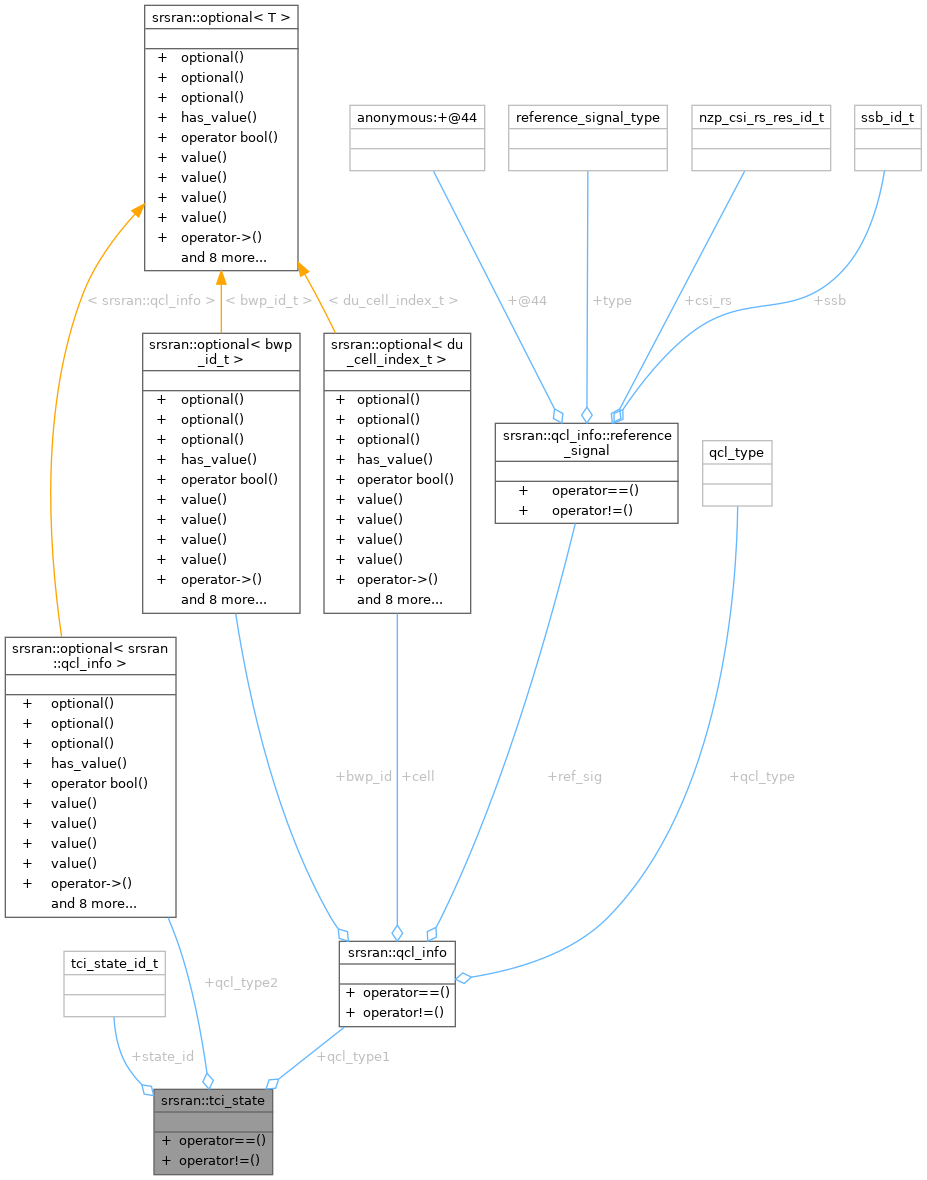 srsran::optional< T >
+ optional()
+ optional()
+ optional()
+ has_value()
+ operator bool()
+ value()
+ value()
+ value()
+ value()
+ operator->()
and 8 more...
anonymous:+@44
reference_signal_type
nzp_csi_rs_res_id_t
ssb_id_t
< srsran::qcl_info >
< bwp_id_t >
< du_cell_index_t >
+@44
+type
+csi_rs
+ssb
srsran::optional< bwp
_id_t >
+ optional()
+ optional()
+ optional()
+ has_value()
+ operator bool()
+ value()
+ value()
+ value()
+ value()
+ operator->()
and 8 more...
srsran::optional< du
_cell_index_t >
+ optional()
+ optional()
+ optional()
+ has_value()
+ operator bool()
+ value()
+ value()
+ value()
+ value()
+ operator->()
and 8 more...
srsran::qcl_info::reference
_signal
+ operator==()
+ operator!=()
qcl_type
srsran::optional< srsran
::qcl_info >
+ optional()
+ optional()
+ optional()
+ has_value()
+ operator bool()
+ value()
+ value()
+ value()
+ value()
+ operator->()
and 8 more...
+bwp_id
+cell
+ref_sig
+qcl_type
tci_state_id_t
+qcl_type2
srsran::qcl_info
+ operator==()
+ operator!=()
+state_id
+qcl_type1
srsran::tci_state
+ operator==()
+ operator!=()